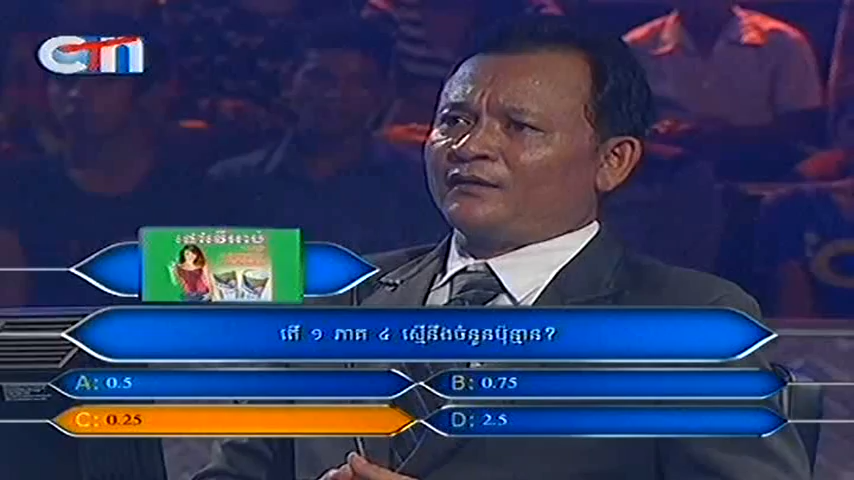 CTN
តើ ១ ភាគ ៤ ស្មើនឹងចំនួនប៉ុន្មាន?
A: 0.5
B: 0.75
C: 0.25
D: 2.5